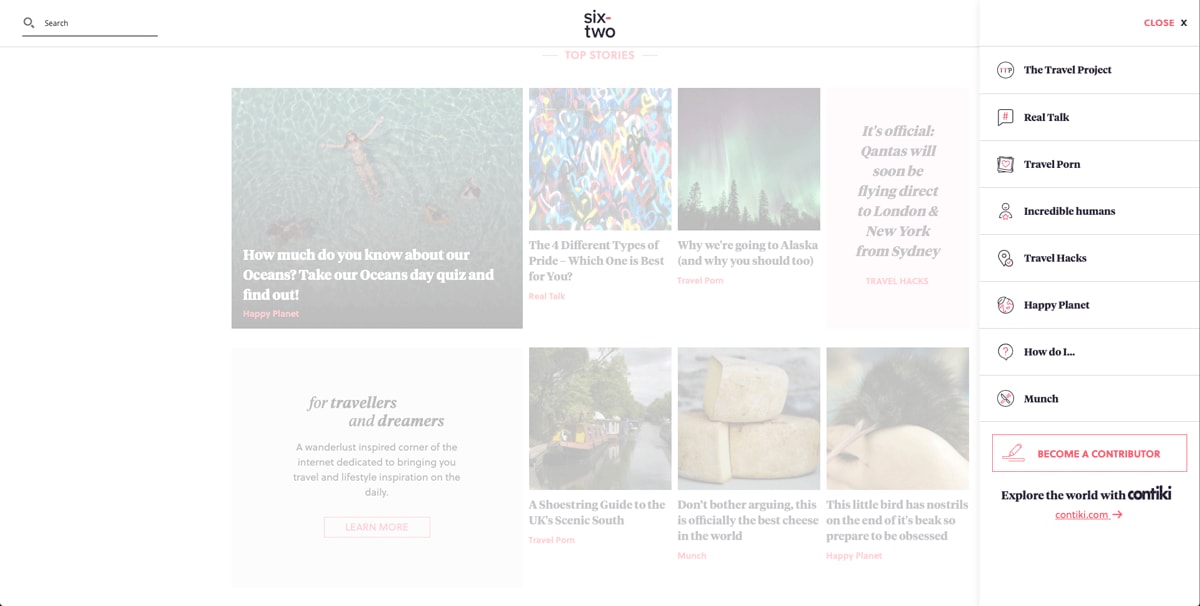 Search
six-
two
CLOSE X
TOP STORIES
How much do you know about our
Oceans? Take our Oceans day quiz and
find out!
Happy Planet
The 4 Different Types of
Pride – Which One is Best
for You?
Real Talk
Why we're going to Alaska
(and why you should too)
Travel Porn
It's official:
Qantas will
soon be
flying direct
to London &
New York
from Sydney
TRAVEL HACKS
for travellers
and dreamers
A wanderlust inspired corner of the
internet dedicated to bringing you
travel and lifestyle inspiration on the
daily.
LEARN MORE
A Shoestring Guide to the
UK's Scenic South
Travel Porn
Don't bother arguing, this
is officially the best cheese
in the world
Munch
This little bird has nostrils
on the end of it's beak so
prepare to be obsessed
Happy Planet
TTP
The Travel Project
#
Real Talk
Travel Porn
Incredible humans
Travel Hacks
Happy Planet
?
How do I...
Munch
BECOME A CONTRIBUTOR
Explore the world with contiki
contiki.com →